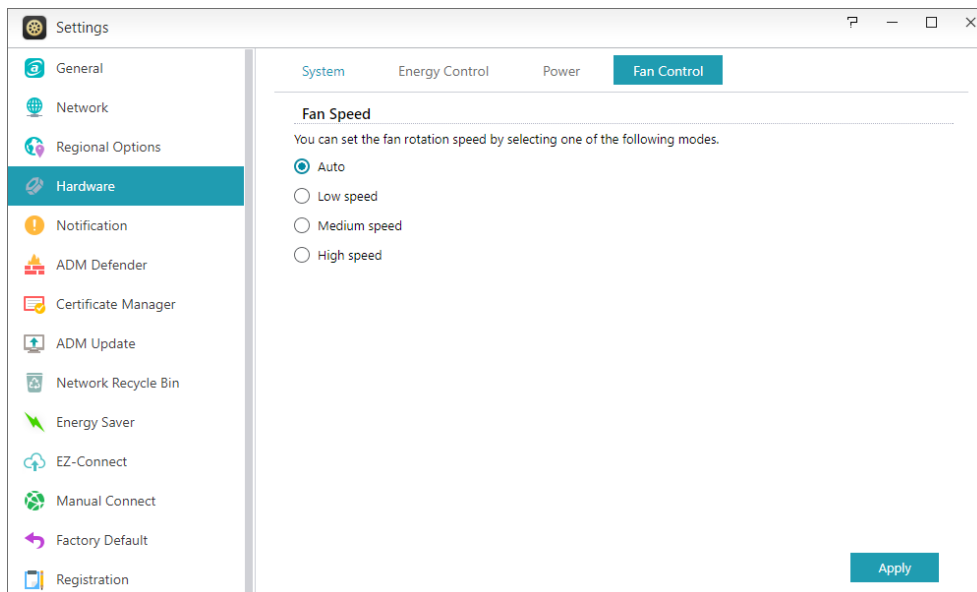 Settings
General
Network
Regional Options
Hardware
Notification
ADM Defender
Certificate Manager
ADM Update
Network Recycle Bin
Energy Saver
EZ-Connect
Manual Connect
Factory Default
Registration
System Energy Control Power Fan Control
Fan Speed
You can set the fan rotation speed by selecting one of the following modes.
Auto
Low speed
Medium speed
High speed
Apply